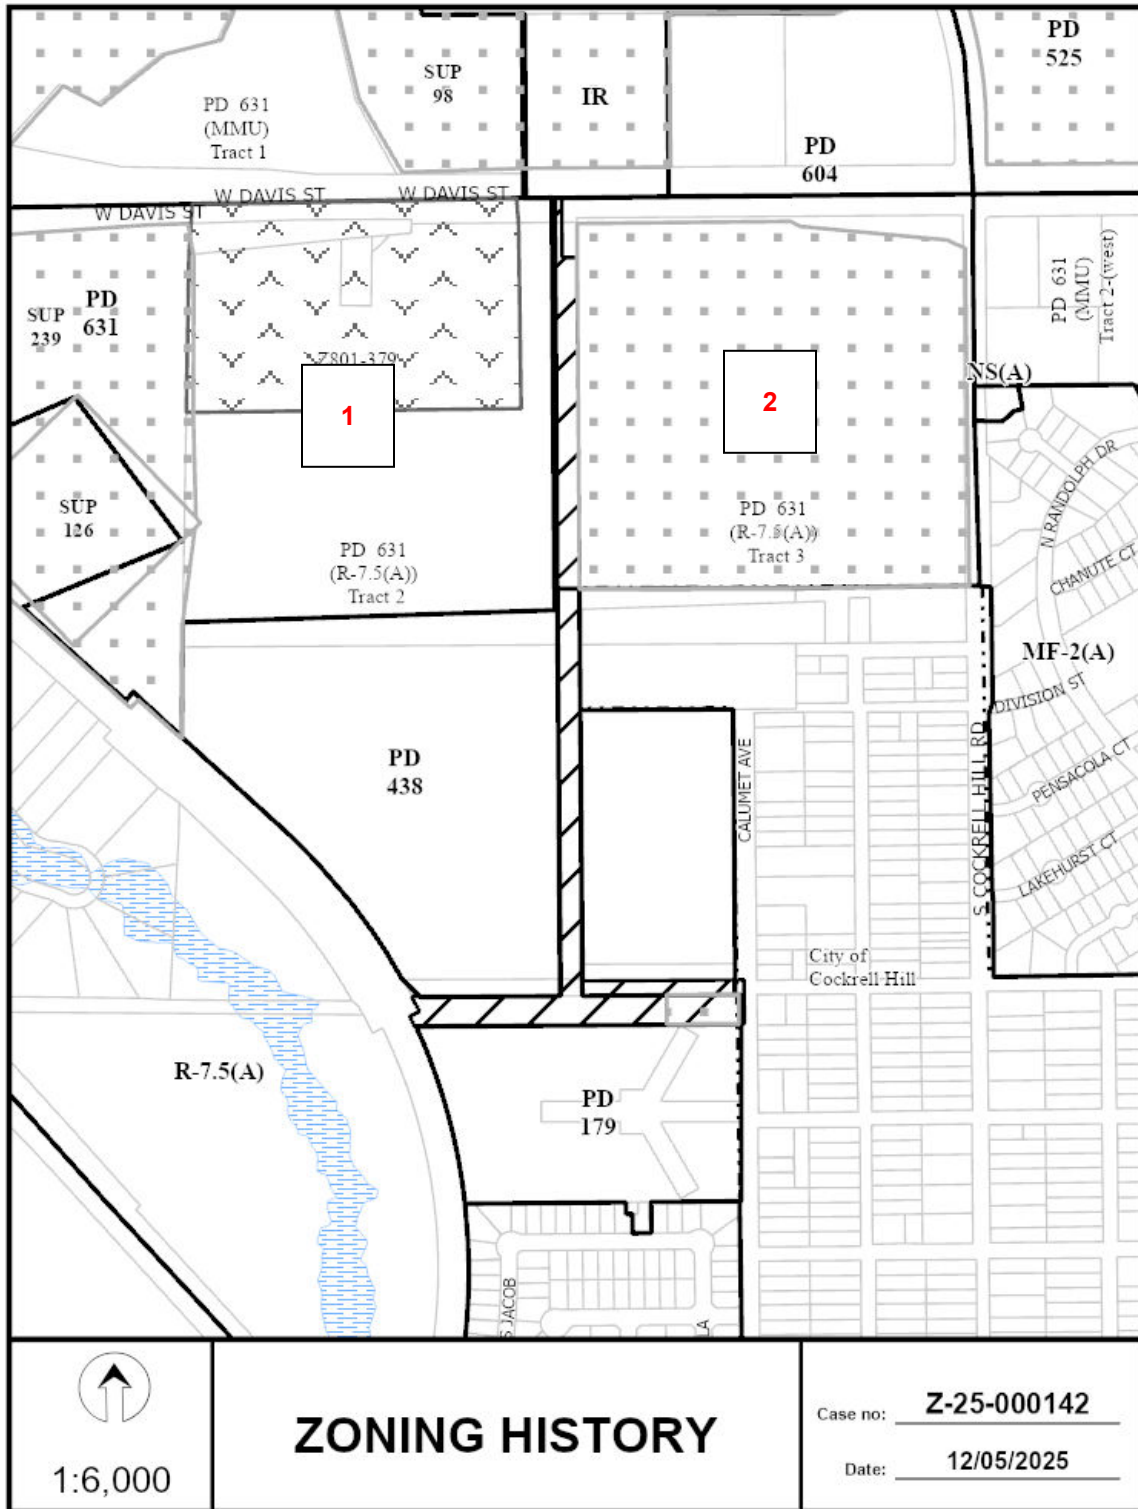 PD
525
SUP
98
IR
PD 631
(MMU)
Tract 1
PD
604
W DAVIS ST
W DAVIS ST
W DAVIS ST
PD
631
SUP
239
Z801-379
1
2
PD 631
(MMU)
Tract 2-(west)
NS(A)
N RANDOLPH DR
CHANUTE CT
SUP
126
PD 631
(R-7.5(A))
Tract 2
PD 631
(R-7.5(A))
Tract 3
MF-2(A)
DIVISION ST
PENSACOLA CT
LAKEHURST CT
PD
438
CALUMET AVE
S COCKRELL HILL RD
City of
Cockrell Hill
R-7.5(A)
PD
179
S JACOB
LA
1:6,000
ZONING HISTORY
Case no: Z-25-000142
Date: 12/05/2025